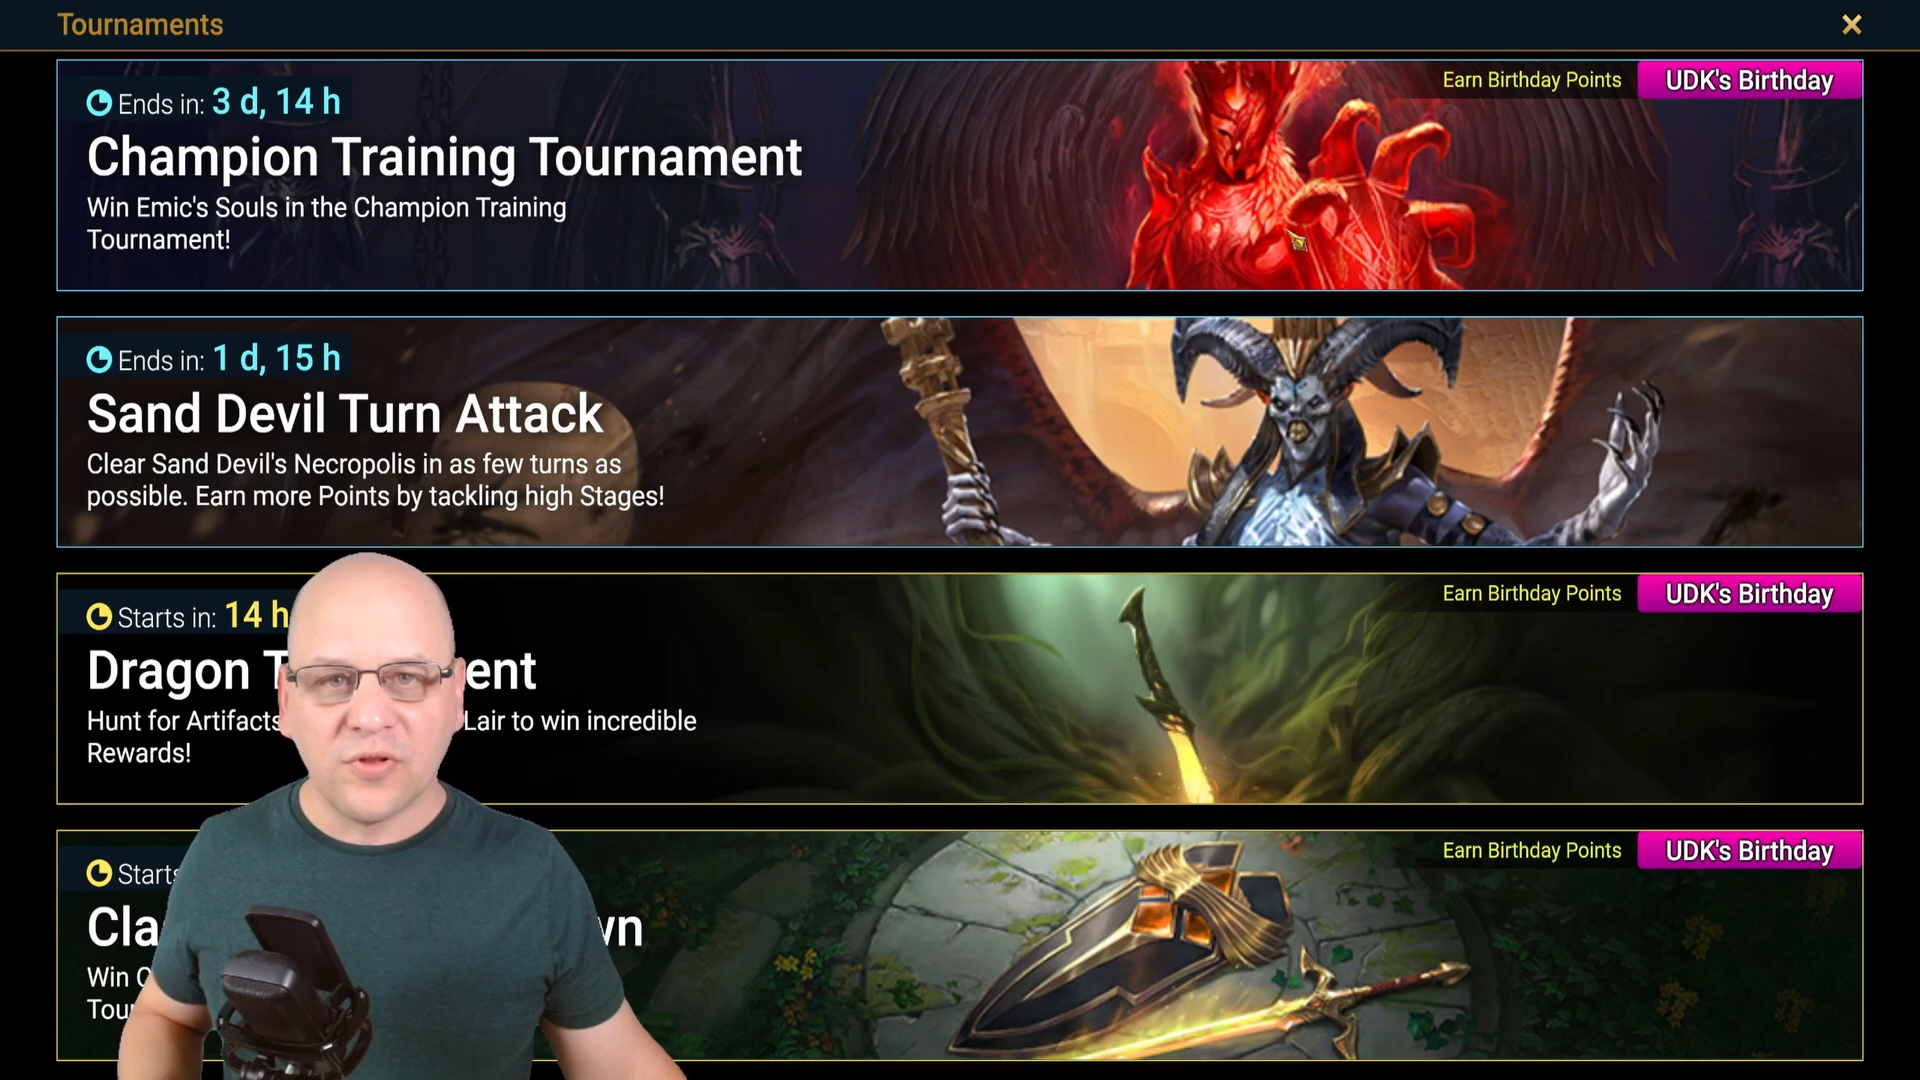 Tournaments
Ends in: 3 d, 14 h
Earn Birthday Points
UDK's Birthday
Champion Training Tournament
Win Emic's Souls in the Champion Training
Tournament!
Ends in: 1 d, 15 h
Sand Devil Turn Attack
Clear Sand Devil's Necropolis in as few turns as
possible. Earn more Points by tackling high Stages!
Starts in: 14 h
Earn Birthday Points
UDK's Birthday
Dragon
Hunt for Artifacts Lair to win incredible
Rewards!
Earn Birthday Points
UDK's Birthday
Win